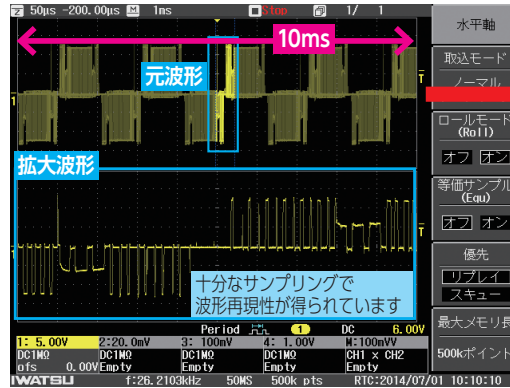 50µs -200.00µs M 1ms Stop 1/ 1
水平軸
取込モード
ノーマル
ロールモード
(Roll)
オフ オン
等価サンプル
(Equ)
オフ オン
優先
リプレイ
スキュー
最大メモリ長
500kポイント
10ms
元波形
拡大波形
十分なサンプリングで
波形再現性が得られています
Period 1 DC 6.00V
1: 5.00V 2:20.0mV 3: 100mV 4: 1.00V M:100mVV
DC1MΩ DC1MΩ DC1MΩ DC1MΩ CH1 × CH2
ofs 0.00V Empty Empty Empty Empty
IWATSU f:26.2103kHz 50MS 500k pts RTC:2014/07/01 10:10:10